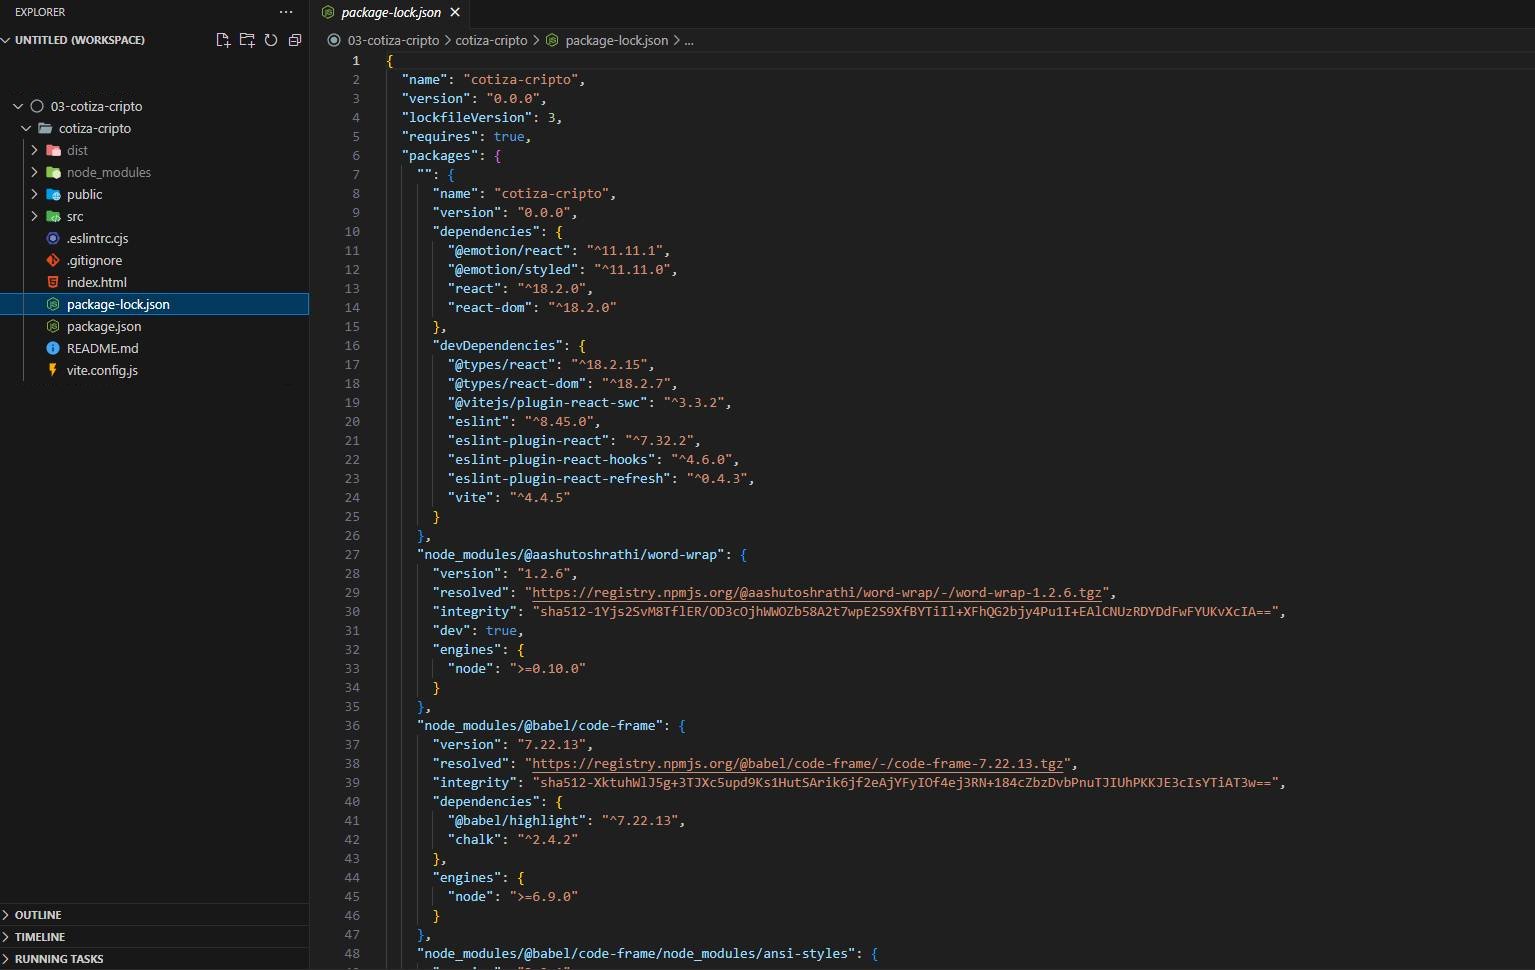 EXPLORER
UNTITLED (WORKSPACE)
03-cotiza-cripto
cotiza-cripto
dist
node_modules
public
src
.eslintrc.cjs
.gitignore
index.html
package-lock.json
package.json
README.md
vite.config.js
OUTLINE
TIMELINE
RUNNING TASKS
package-lock.json
03-cotiza-cripto > cotiza-cripto > package-lock.json > ...
1 {
2 "name": "cotiza-cripto",
3 "version": "0.0.0",
4 "lockfileVersion": 3,
5 "requires": true,
6 "packages": {
7 "": {
8 "name": "cotiza-cripto",
9 "version": "0.0.0",
10 "dependencies": {
11 "@emotion/react": "^11.11.1",
12 "@emotion/styled": "^11.11.0",
13 "react": "^18.2.0",
14 "react-dom": "^18.2.0"
15 },
16 "devDependencies": {
17 "@types/react": "^18.2.15",
18 "@types/react-dom": "^18.2.7",
19 "@vitejs/plugin-react-swc": "^3.3.2",
20 "eslint": "^8.45.0",
21 "eslint-plugin-react": "^7.32.2",
22 "eslint-plugin-react-hooks": "^4.6.0",
23 "eslint-plugin-react-refresh": "^0.4.3",
24 "vite": "^4.4.5"
25 }
26 },
27 "node_modules/@aashutoshrathi/word-wrap": {
28 "version": "1.2.6",
29 "resolved": "https://registry.npmjs.org/@aashutoshrathi/word-wrap/-/word-wrap-1.2.6.tgz",
30 "integrity": "sha512-1Yjs2SvM8TflER/OD3cOjhWWOZb58A2t7wpE2S9XfBYTiIl+XFhQG2bjy4Pu1I+EAlCNUzRDYDdFwFYUKvXcIA==",
31 "dev": true,
32 "engines": {
33 "node": ">=0.10.0"
34 }
35 },
36 "node_modules/@babel/code-frame": {
37 "version": "7.22.13",
38 "resolved": "https://registry.npmjs.org/@babel/code-frame/-/code-frame-7.22.13.tgz",
39 "integrity": "sha512-XktuhWlJ5g+3TJXc5upd9Ks1HutSArik6jf2eAjYFyIOf4ej3RN+184cZbzDvbPnuTJIUhPKKJE3cIsYTiAT3w==",
40 "dependencies": {
41 "@babel/highlight": "^7.22.13",
42 "chalk": "^2.4.2"
43 },
44 "engines": {
45 "node": ">=6.9.0"
46 }
47 },
48 "node_modules/@babel/code-frame/node_modules/ansi-styles": {